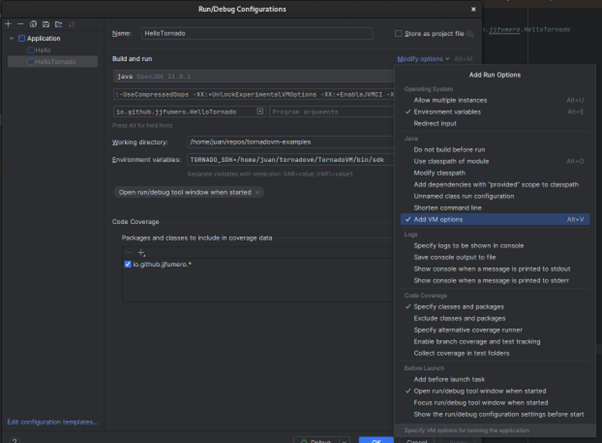 Run/Debug Configurations
Application
Hello
HelloTornado
Name: HelloTornado
Store as project file
Build and run
Modify options Alt+M
java OpenJDK 21.0.1
:-UseCompressedOops -XX:+UnlockExperimentalVMOptions -XX:+EnableJVMCI -X
io.github.jjfumero.HelloTornado
Program arguments
Press Alt for field hints
Working directory: /home/juan/repos/tornadovm-examples
Environment variables: TORNADO_SDK=/home/juan/tornadovm/TornadoVM/bin/sdk
Separate variables with semicolon: VAR=value; VAR1=value1
Open run/debug tool window when started ×
Code Coverage
Packages and classes to include in coverage data
io.github.jjfumero.*
Edit configuration templates...
?
Debug
OK
Cancel
.jjfumero.HelloTornado
Add Run Options
Operating System
Allow multiple instances Alt+U
Environment variables Alt+E
Redirect input
Java
Do not build before run
Use classpath of module Alt+O
Modify classpath
Add dependencies with "provided" scope to classpath
Unnamed class run configuration
Shorten command line
Add VM options Alt+V
Logs
Specify logs to be shown in console
Save console output to file
Show console when a message is printed to stdout
Show console when a message is printed to stderr
Code Coverage
Specify classes and packages
Exclude classes and packages
Specify alternative coverage runner
Enable branch coverage and test tracking
Collect coverage in test folders
Before Launch
Add before launch task
Open run/debug tool window when started
Focus run/debug tool window when started
Show the run/debug configuration settings before start
Specify VM options for running the application